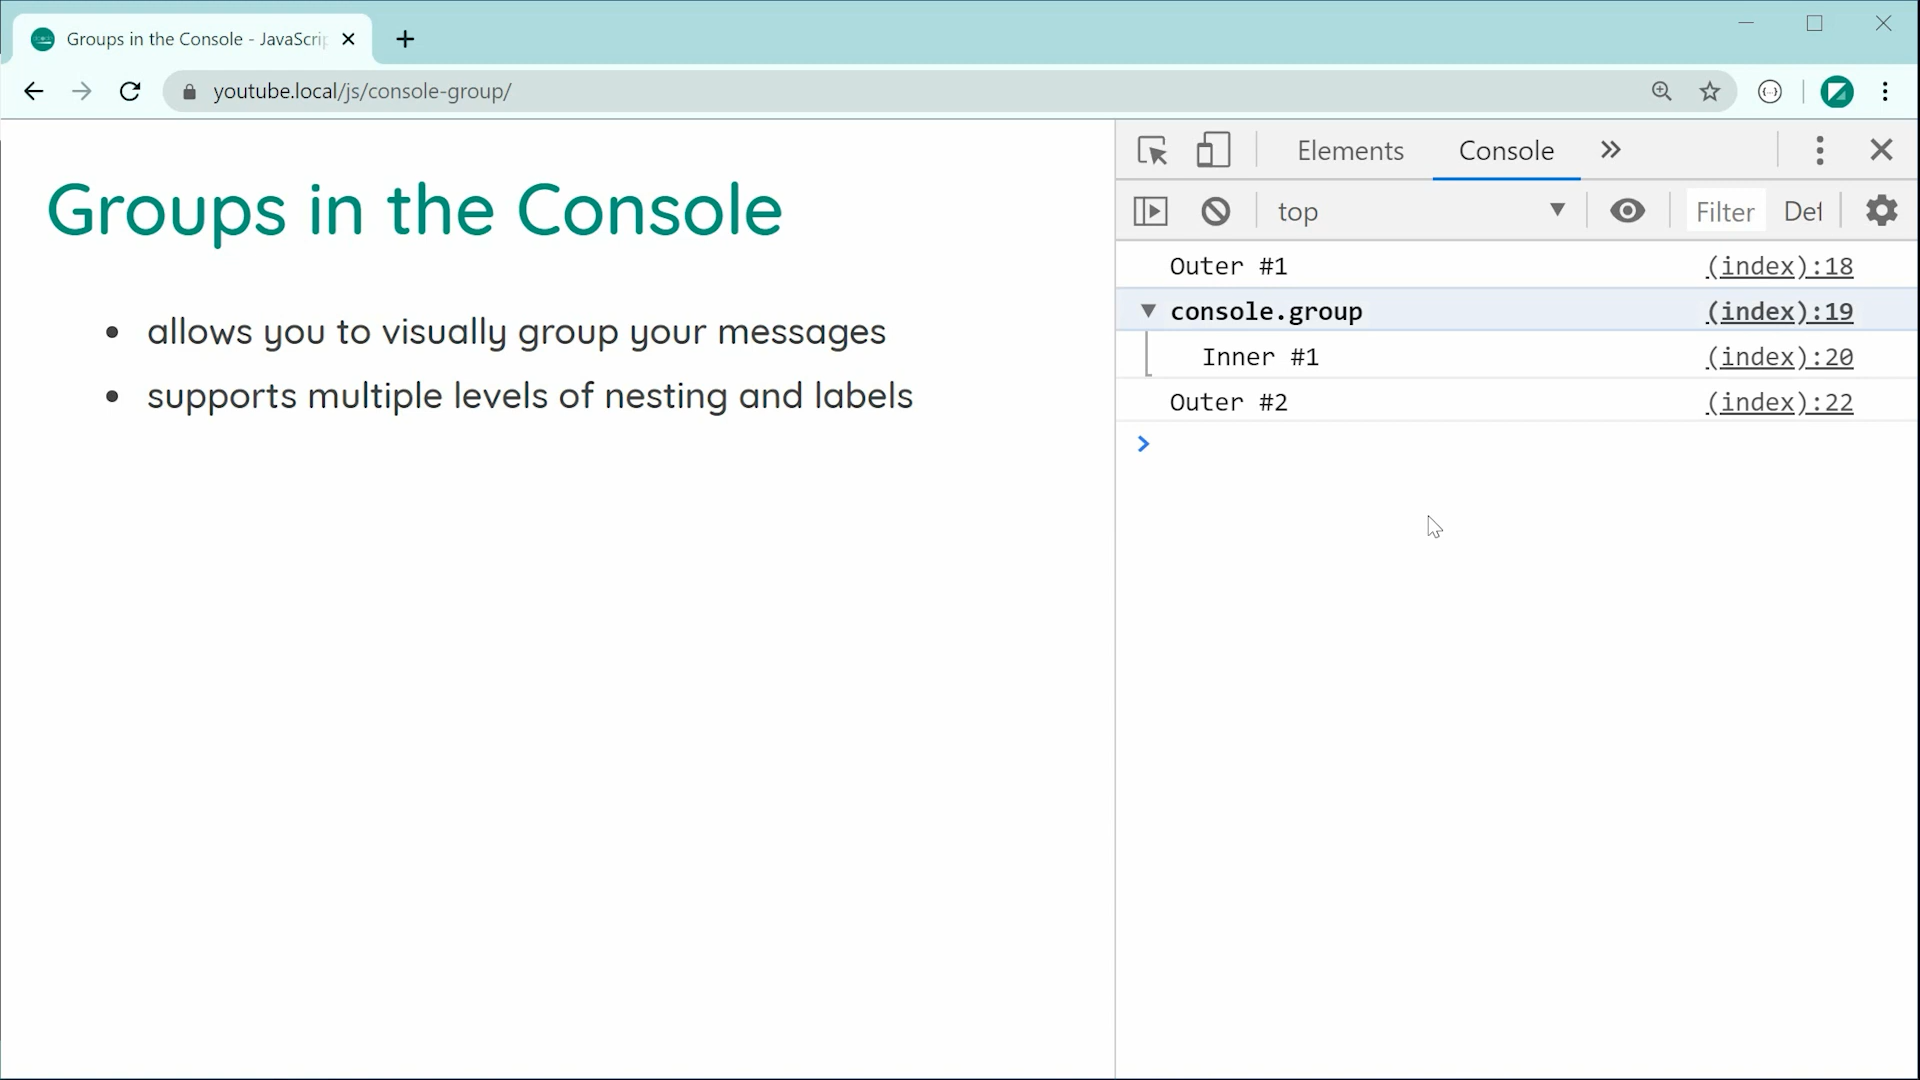 Groups in the Console - JavaScrip
youtube.local/js/console-group/
Groups in the Console
• allows you to visually group your messages
• supports multiple levels of nesting and labels
Elements Console
top Filter Def
Outer #1 (index):18
console.group (index):19
Inner #1 (index):20
Outer #2 (index):22